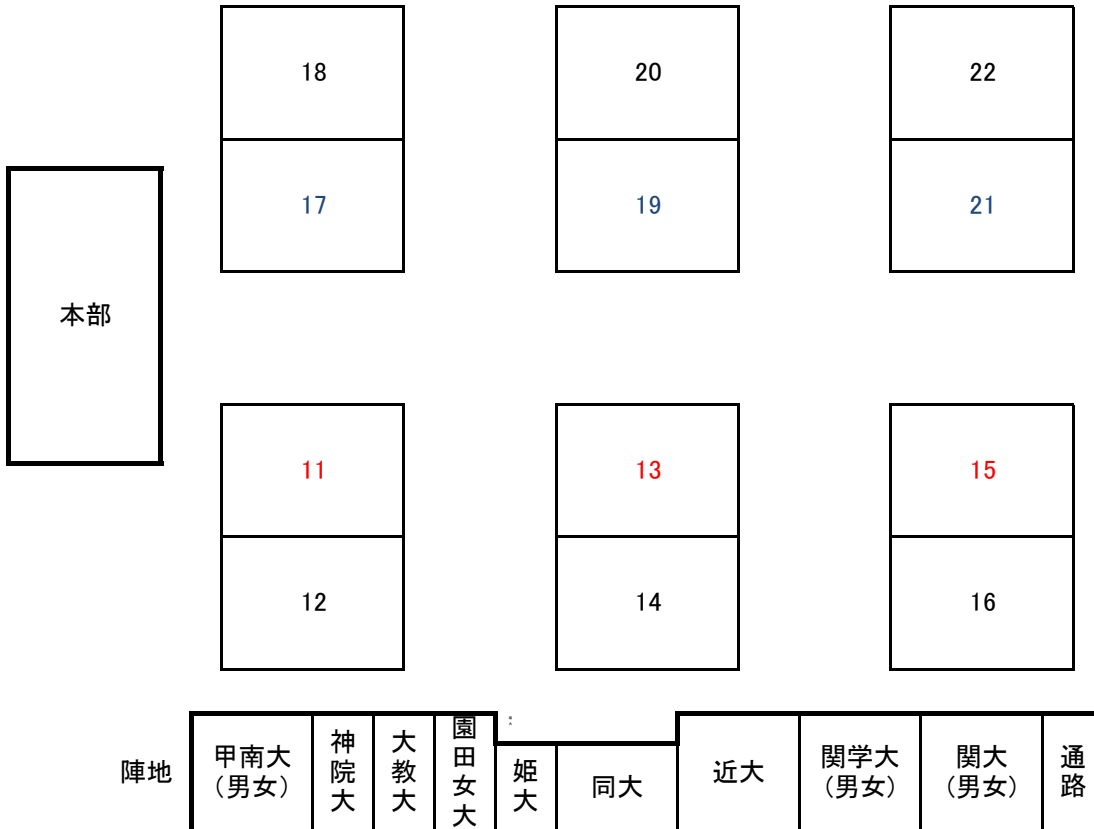 18
20
22
17
19
21
本部
11
13
15
12
14
16
陣地
甲南大
（男女）
神院大
大教大
園田女大
姫大
同大
近大
関学大
（男女）
関大
（男女）
通路